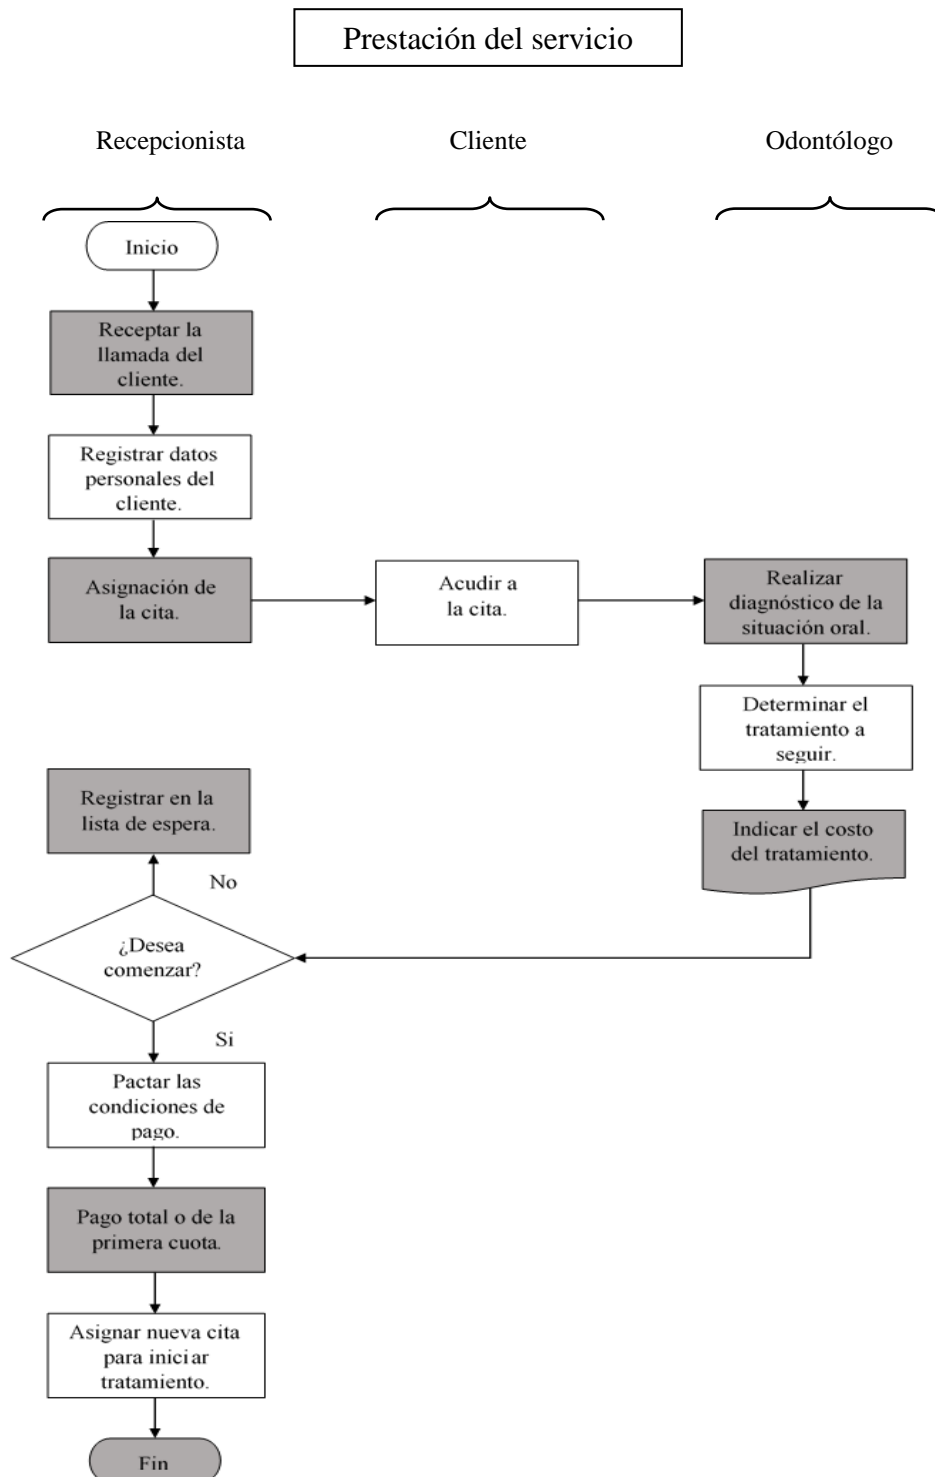 Prestación del servicio
Recepcionista
Cliente
Odontólogo
Inicio
Receptar la
llamada del
cliente.
Registrar datos
personales del
cliente.
Asignación de
la cita.
Acudir a
la cita.
Realizar
diagnóstico de la
situación oral.
Determinar el
tratamiento a
seguir.
Indicar el costo
del tratamiento.
Registrar en la
lista de espera.
No
¿Desea
comenzar?
Si
Pactar las
condiciones de
pago.
Pago total o de la
primera cuota.
Asignar nueva cita
para iniciar
tratamiento.
Fin